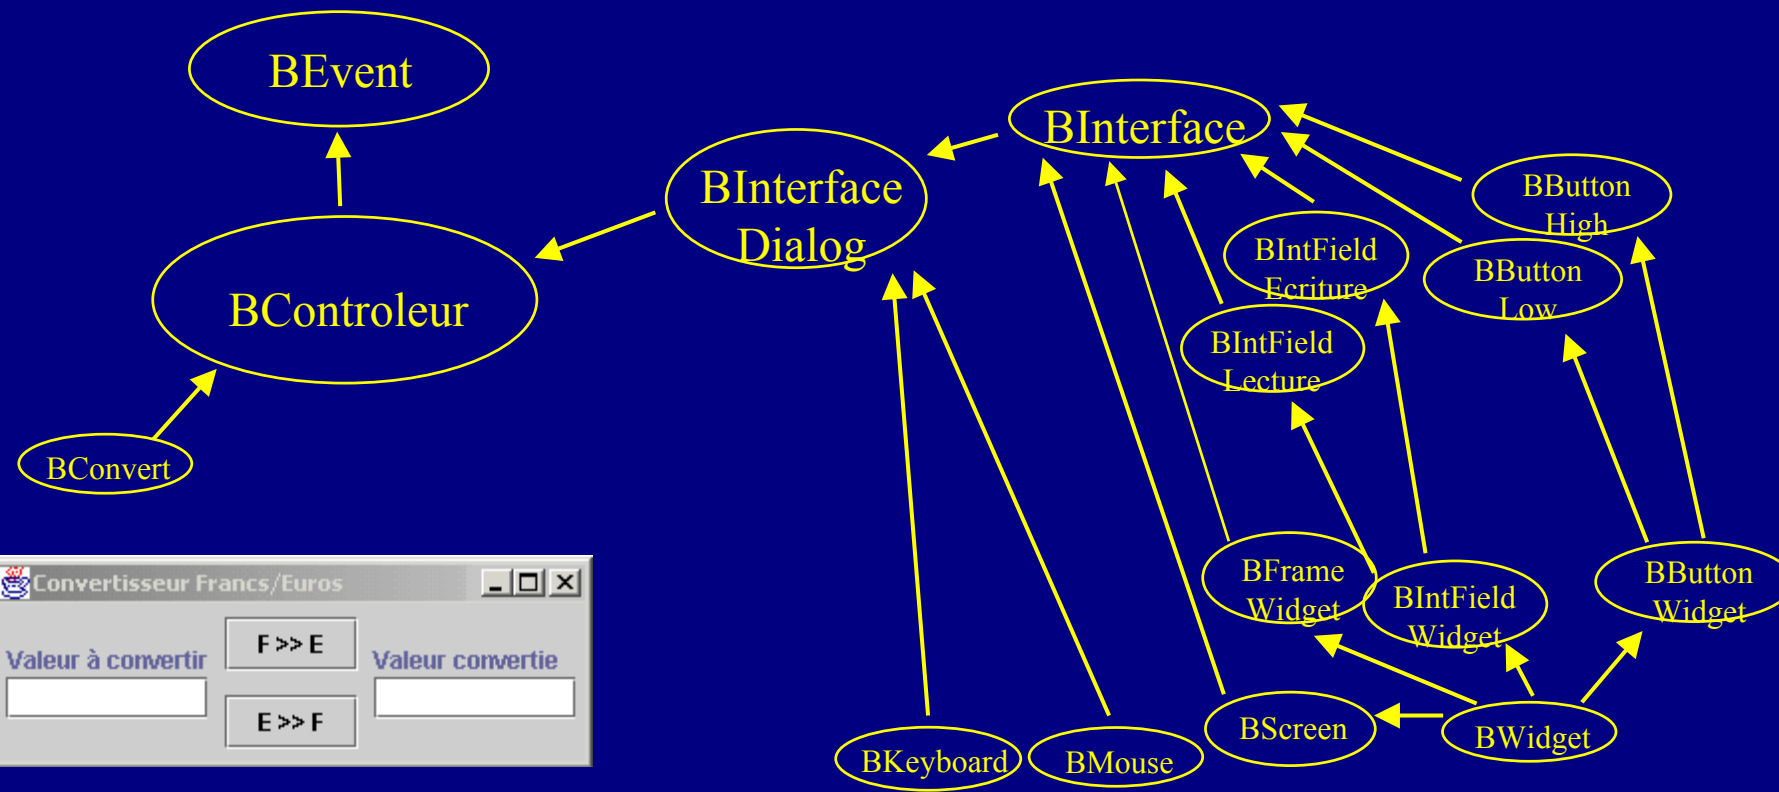 BEvent
BInterface
BInterface
Dialog
BButton
High
BIntField
Ecriture
BButton
Low
BControleur
BIntField
Lecture
BConvert
Convertisseur Francs/Euros
F >> E
Valeur à convertir
Valeur convertie
E >> F
BFrame
Widget
BIntField
Widget
BButton
Widget
BScreen
BWidget
BKeyboard
BMouse